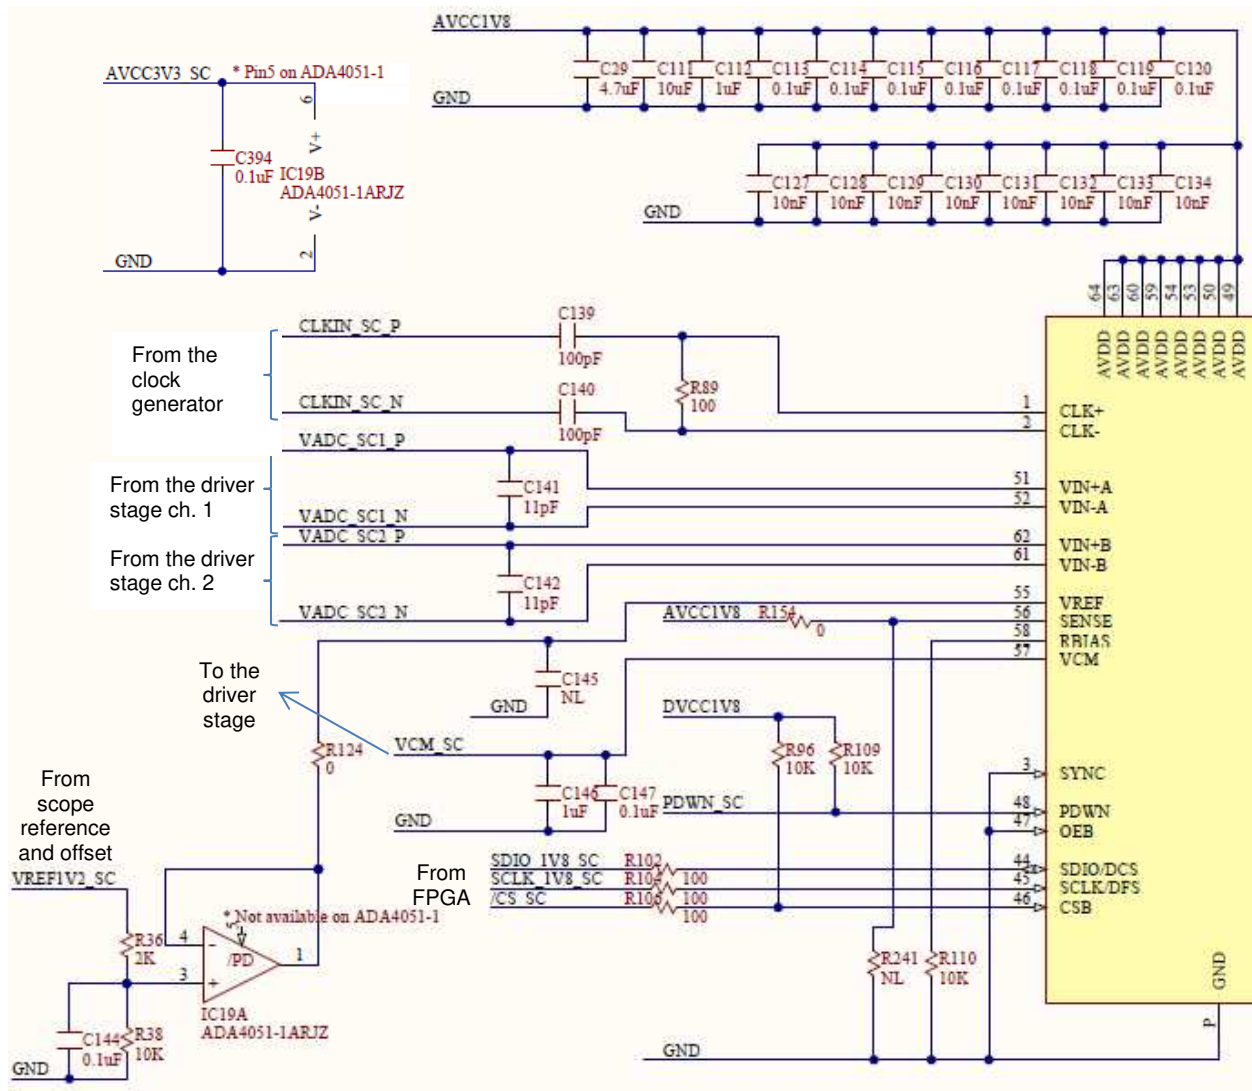 AVCC1V8
AVCC3V3_SC
* Pin5 on ADA4051-1
C29 C111 C112 C113 C114 C115 C116 C117 C118 C119 C120
4.7uF 10uF 1uF 0.1uF 0.1uF 0.1uF 0.1uF 0.1uF 0.1uF 0.1uF 0.1uF
GND
6
V+
C394
0.1uF
IC19B
ADA4051-1ARJZ
V-
2
GND
C127 C128 C129 C130 C131 C132 C133 C134
10nF 10nF 10nF 10nF 10nF 10nF 10nF 10nF
GND
64 63 60 59 54 53 50 49
AVDD AVDD AVDD AVDD AVDD AVDD AVDD AVDD
From the
clock
generator
CLKIN_SC_P
C139
100pF
R89
100
CLKIN_SC_N
C140
100pF
1 CLK+
2 CLK-
From the driver
stage ch. 1
VADC_SC1_P
C141
11pF
VADC_SC1_N
51 VIN+A
52 VIN-A
From the driver
stage ch. 2
VADC_SC2_P
C142
11pF
VADC_SC2_N
62 VIN+B
61 VIN-B
55 VREF
AVCC1V8 R154
0
56 SENSE
58 RBIAS
57 VCM
To the
driver
stage
C145
NL
GND
R124
0
VCM_SC
C146
1uF
C147
0.1uF
GND
DVCC1V8
R96
10K
R109
10K
PDWN_SC
3 SYNC
48 PDWN
47 OEB
From
scope
reference
and offset
VREF1V2_SC
From
FPGA
SDIO_1V8_SC R102
100
44 SDIO/DCS
SCLK_1V8_SC R104
100
45 SCLK/DFS
/CS_SC R105
100
46 CSB
* Not available on ADA4051-1
R36
2K
4 -
5
/PD
1
3 +
IC19A
ADA4051-1ARJZ
C144
0.1uF
R38
10K
GND
R241
NL
R110
10K
GND
GND
P